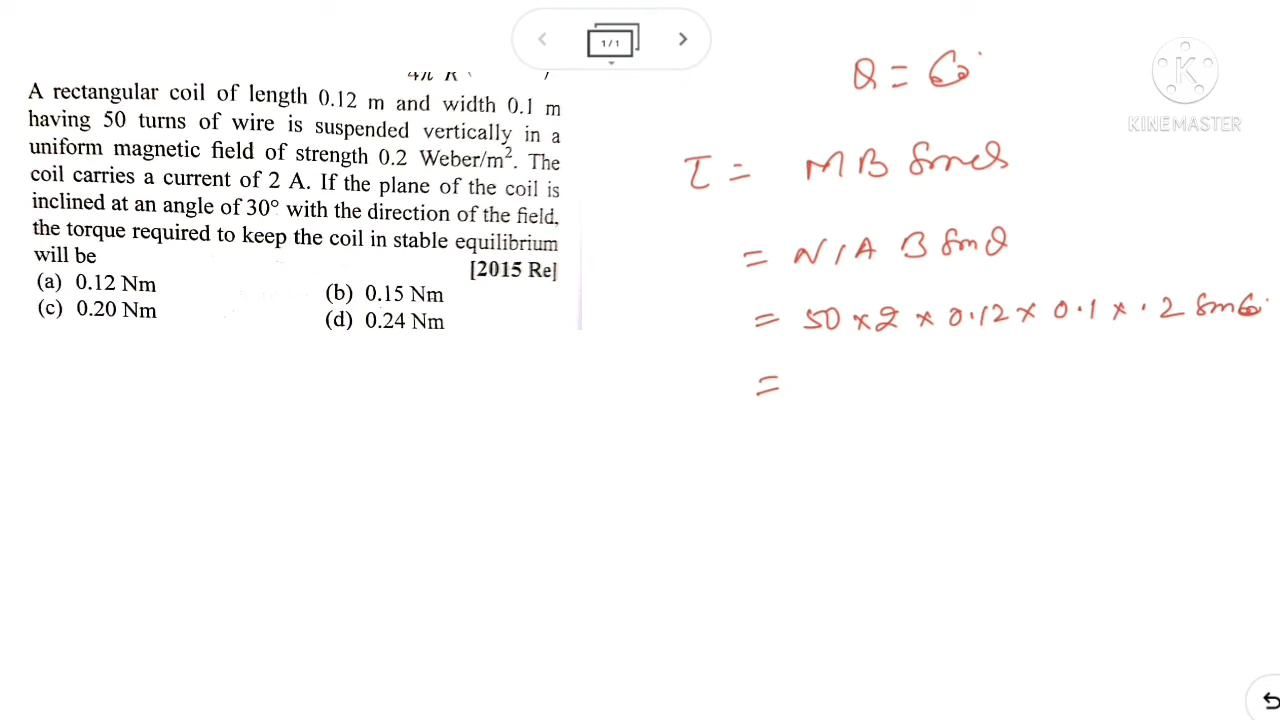 1/1
A rectangular coil of length 0.12 m and width 0.1 m
having 50 turns of wire is suspended vertically in a
uniform magnetic field of strength 0.2 Weber/m². The
coil carries a current of 2 A. If the plane of the coil is
inclined at an angle of 30° with the direction of the field,
the torque required to keep the coil in stable equilibrium
will be
[2015 Re]
(a) 0.12 Nm
(b) 0.15 Nm
(c) 0.20 Nm
(d) 0.24 Nm
θ = 60°
τ = MB sinθ
= NIA B sinθ
= 50 × 2 × 0.12 × 0.1 × .2 sin60°
=
K
KINEMASTER